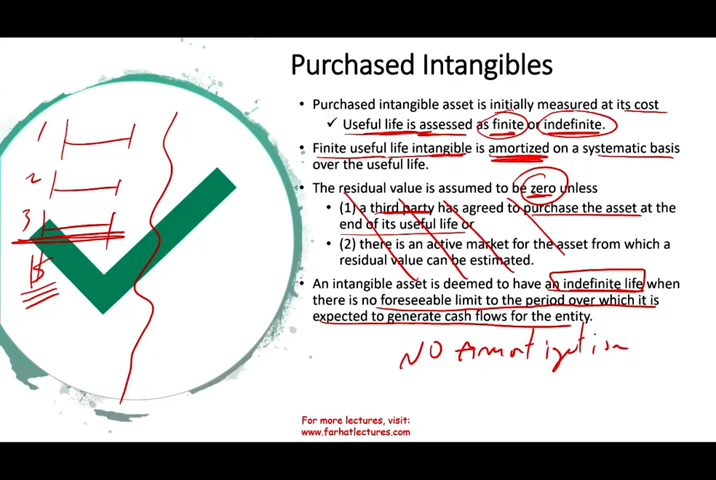 Purchased Intangibles
• Purchased intangible asset is initially measured at its cost
✓ Useful life is assessed as finite or indefinite.
• Finite useful life intangible is amortized on a systematic basis
over the useful life.
• The residual value is assumed to be zero unless
• (1) a third party has agreed to purchase the asset at the
end of its useful life or
• (2) there is an active market for the asset from which a
residual value can be estimated.
• An intangible asset is deemed to have an indefinite life when
there is no foreseeable limit to the period over which it is
expected to generate cash flows for the entity.
NO Amortization
1
2
3
For more lectures, visit:
www.farhatlectures.com